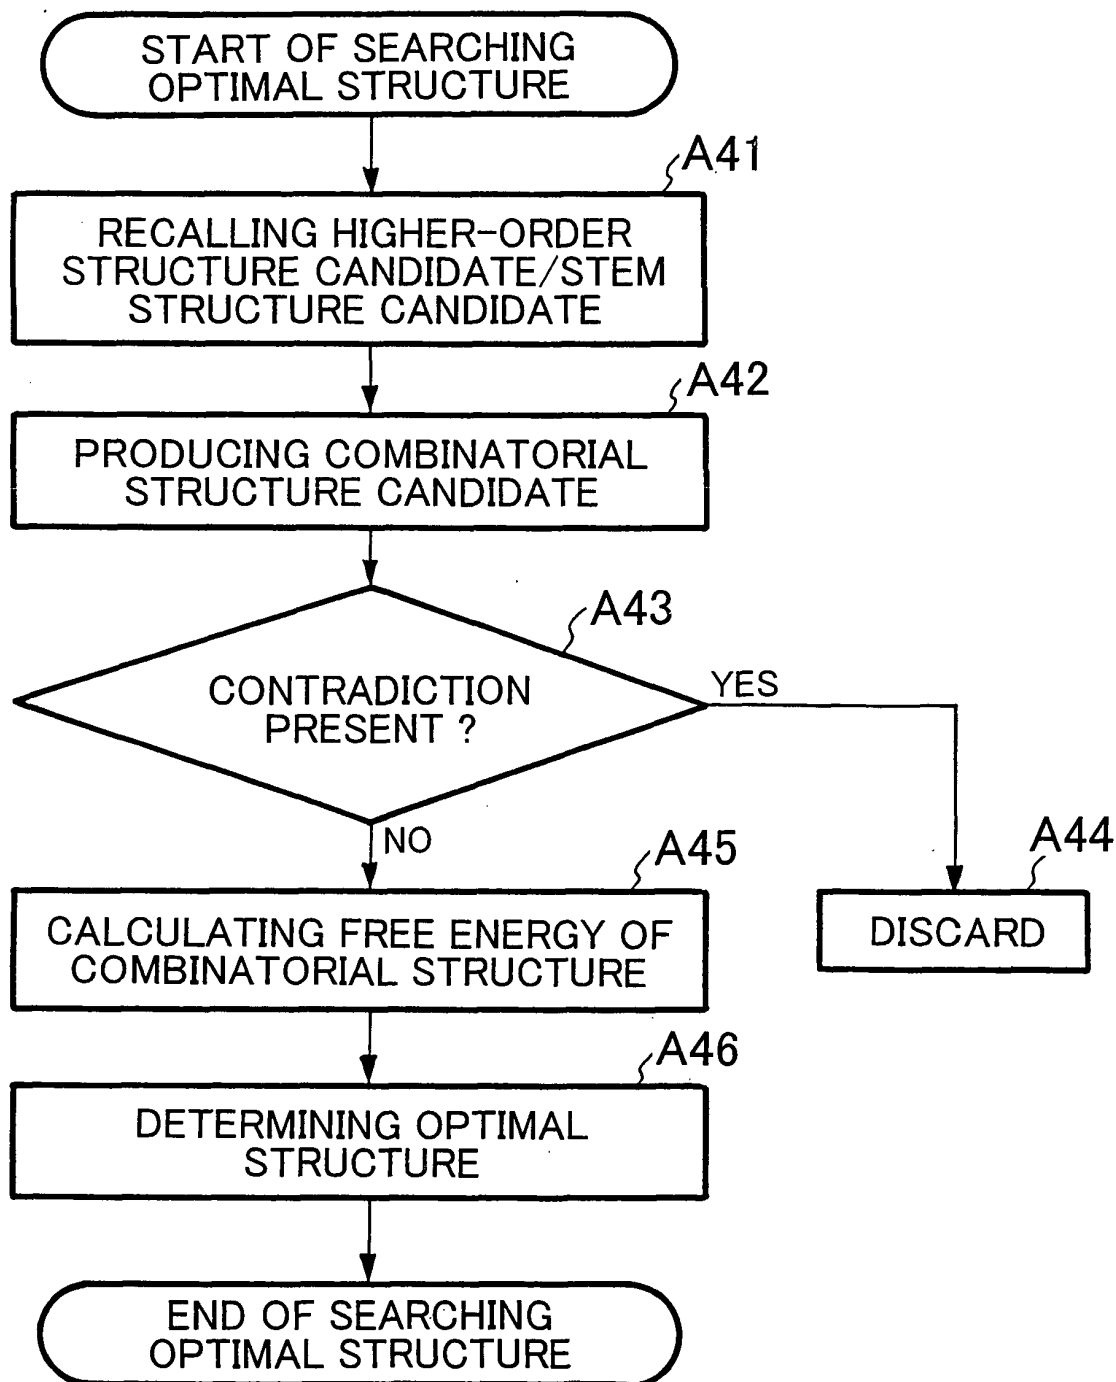 START OF SEARCHING
OPTIMAL STRUCTURE
A41
RECALLING HIGHER-ORDER
STRUCTURE CANDIDATE/STEM
STRUCTURE CANDIDATE
A42
PRODUCING COMBINATORIAL
STRUCTURE CANDIDATE
A43
CONTRADICTION
PRESENT ?
YES
NO
A44
DISCARD
A45
CALCULATING FREE ENERGY OF
COMBINATORIAL STRUCTURE
A46
DETERMINING OPTIMAL
STRUCTURE
END OF SEARCHING
OPTIMAL STRUCTURE